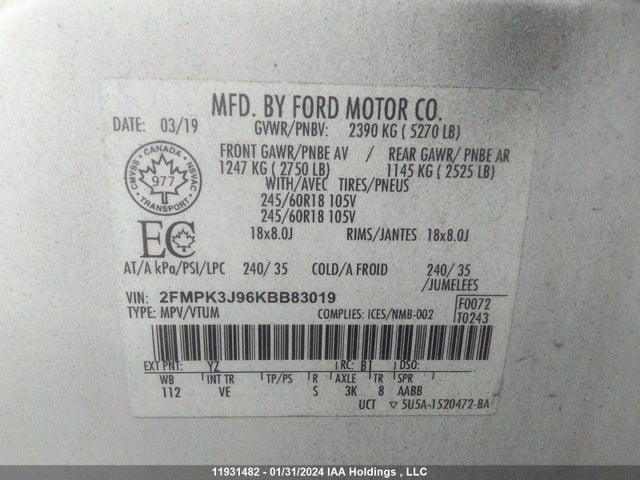 MFD. BY FORD MOTOR CO.
DATE: 03/19 GVWR/PNBV: 2390 KG ( 5270 LB)
FRONT GAWR/PNBE AV / REAR GAWR/ PNBE AR
1247 KG ( 2750 LB) 1145 KG ( 2525 LB)
WITH/AVEC TIRES/PNEUS
245/60R18 105V
245/60R18 105V
18x8.0J RIMS/JANTES 18x8.0J
CANADA
CMVSS NSVAC
977
TRANSPORT
EC
AT/A kPa/PSI/LPC 240/ 35 COLD/A FROID 240/ 35
/JUMELEES
VIN: 2FMPK3J96KBB83019
F0072
TYPE: MPV/VTUM COMPLIES: ICES/NMB-002 T0243
EXT PNT: YZ RC: B1 DSO:
WB INT TR TP/PS R AXLE TR SPR
112 VE S 3K 8 AABB
UCT ▽ 5U5A-1520472-BA
11931482 - 01/31/2024 IAA Holdings , LLC